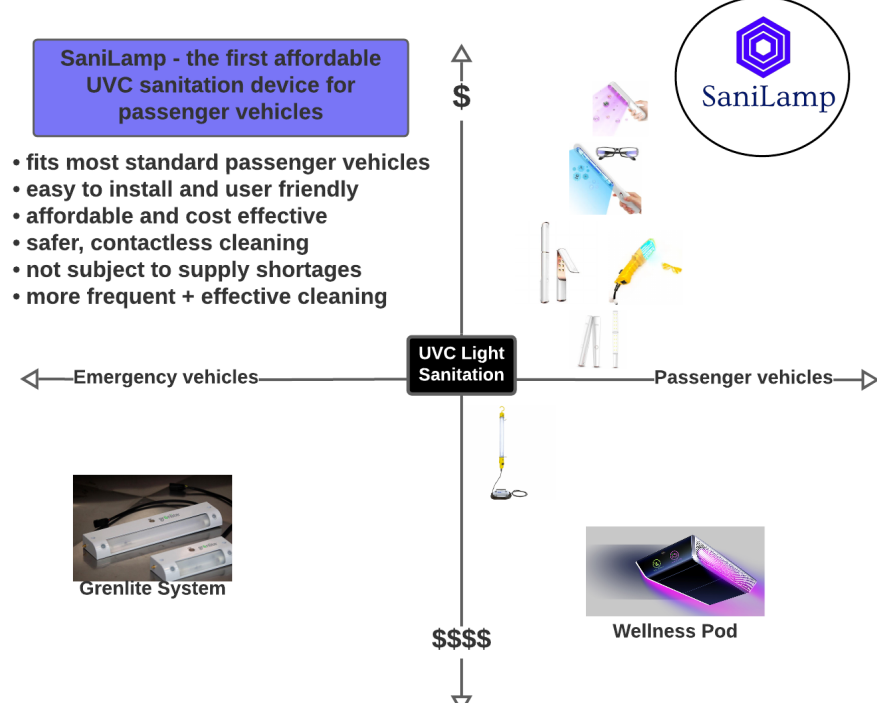 SaniLamp - the first affordable
UVC sanitation device for
passenger vehicles
• fits most standard passenger vehicles
• easy to install and user friendly
• affordable and cost effective
• safer, contactless cleaning
• not subject to supply shortages
• more frequent + effective cleaning
$
SaniLamp
UVC Light
Sanitation
Emergency vehicles
Passenger vehicles
Grenlite System
Wellness Pod
$$$$